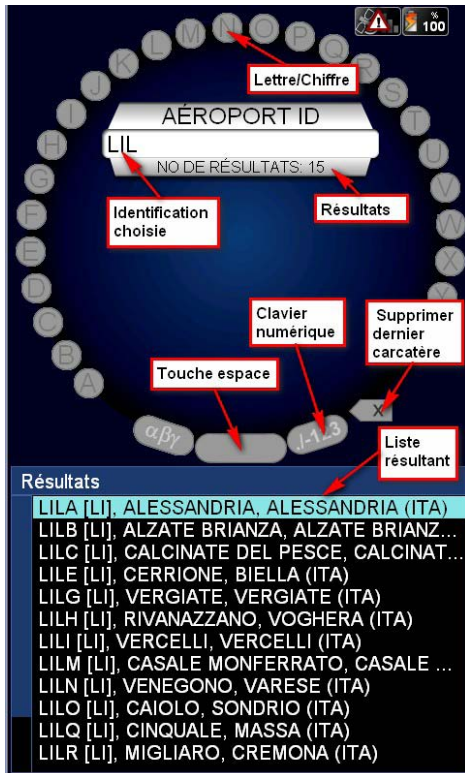 %
100
A
B
C
D
E
F
G
H
I
J
K
L
M
N
O
P
Q
R
S
T
U
V
W
X
Y
Lettre/Chiffre
AÉROPORT ID
LIL
NO DE RÉSULTATS: 15
Identification
choisie
Résultats
Clavier
numérique
Supprimer
dernier
carcatère
Touche espace
αβγ
./-123
X
Liste
résultant
Résultats
LILA [LI], ALESSANDRIA, ALESSANDRIA (ITA)
LILB [LI], ALZATE BRIANZA, ALZATE BRIANZ...
LILC [LI], CALCINATE DEL PESCE, CALCINAT...
LILE [LI], CERRIONE, BIELLA (ITA)
LILG [LI], VERGIATE, VERGIATE (ITA)
LILH [LI], RIVANAZZANO, VOGHERA (ITA)
LILI [LI], VERCELLI, VERCELLI (ITA)
LILM [LI], CASALE MONFERRATO, CASALE ...
LILN [LI], VENEGONO, VARESE (ITA)
LILO [LI], CAIOLO, SONDRIO (ITA)
LILQ [LI], CINQUALE, MASSA (ITA)
LILR [LI], MIGLIARO, CREMONA (ITA)